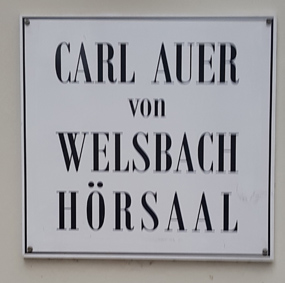 CARL AUER
von
WELSBACH
HÖRSAAL